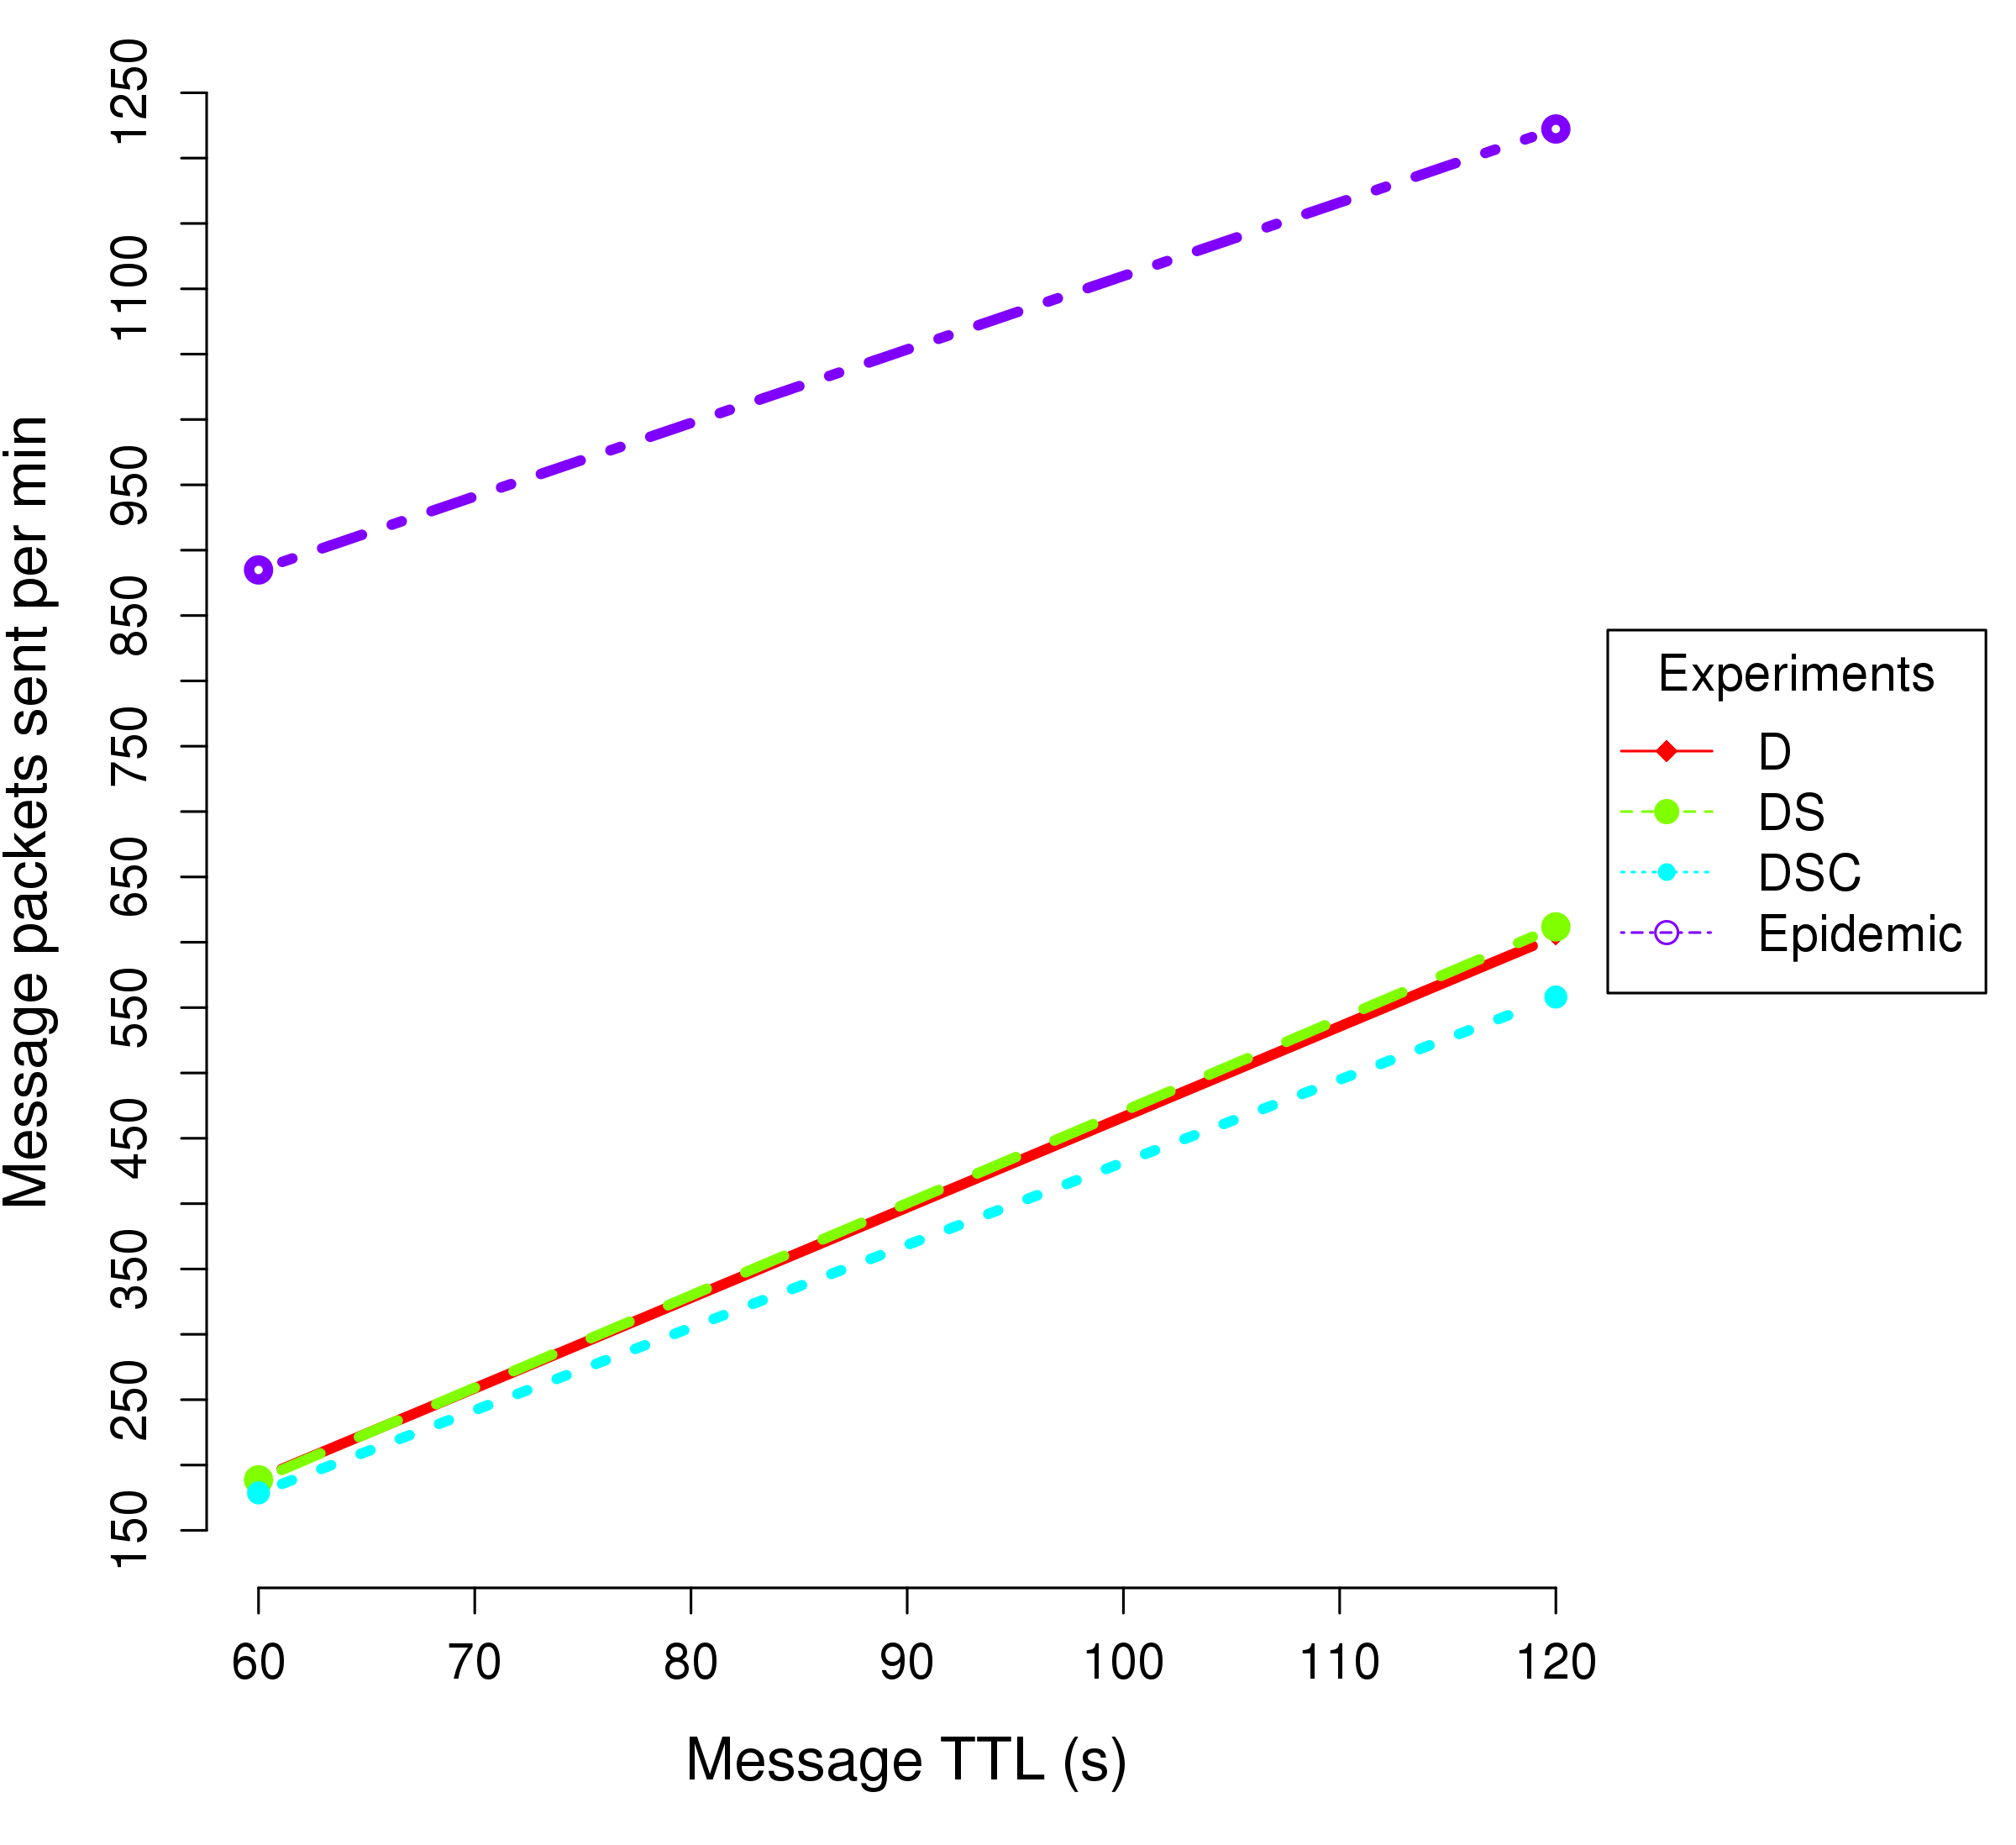 Message packets sent per min
1250
1100
950
850
750
650
550
450
350
250
150
60 70 80 90 100 110 120
Message TTL (s)
Experiments
D
DS
DSC
Epidemic